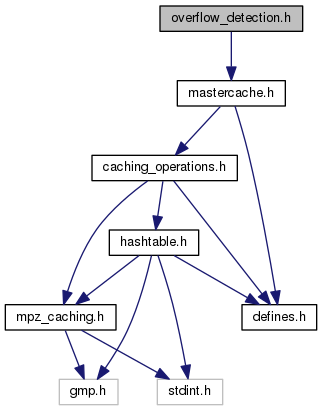 overflow_detection.h
mastercache.h
caching_operations.h
hashtable.h
mpz_caching.h
defines.h
gmp.h
stdint.h